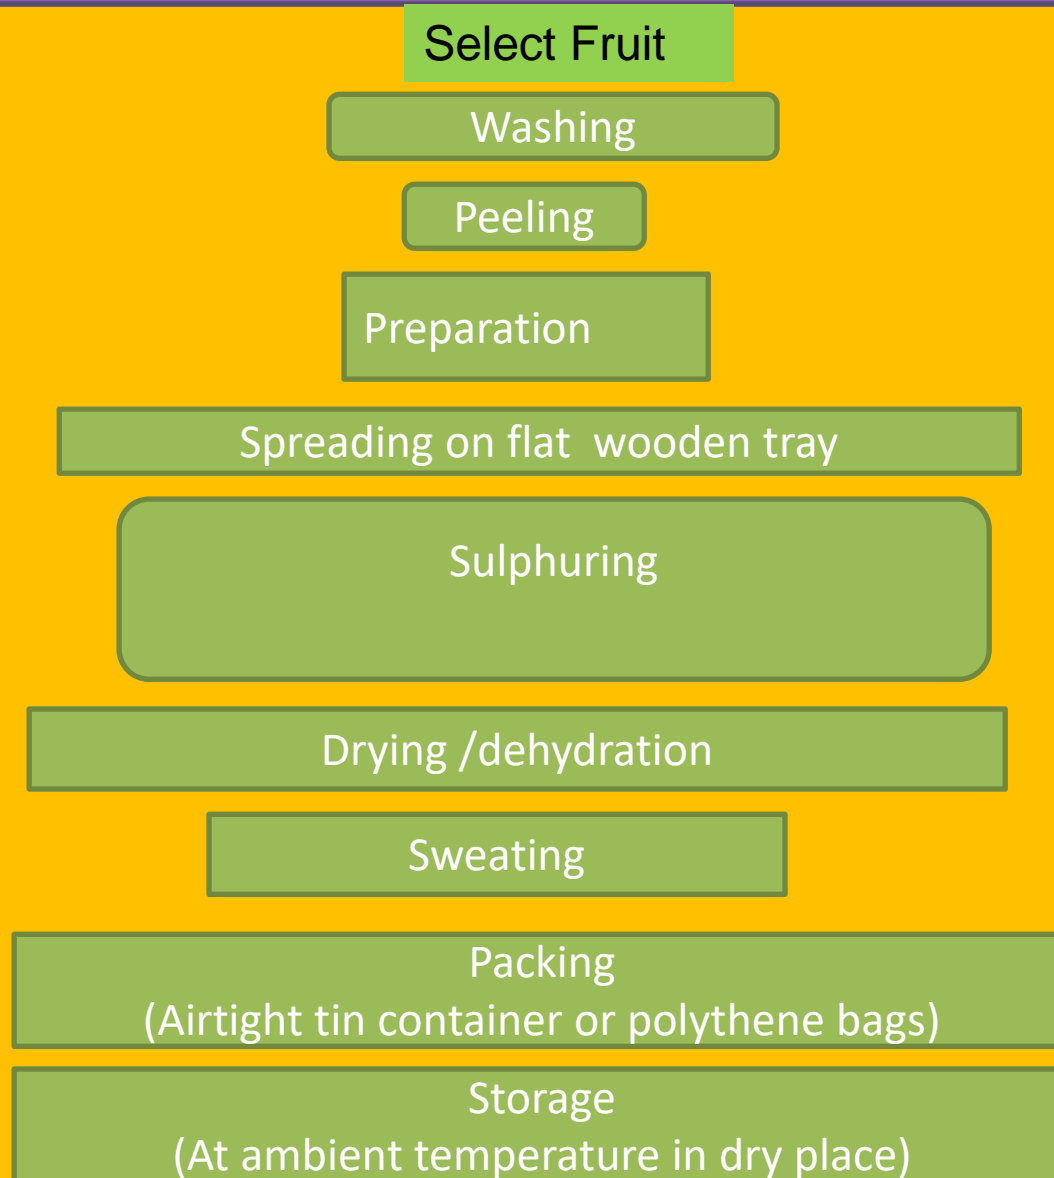 Select Fruit
Washing
Peeling
Preparation
Spreading on flat  wooden tray
Sulphuring
Drying /dehydration
Sweating
Packing
(Airtight tin container or polythene bags)
Storage
(At ambient temperature in dry place)